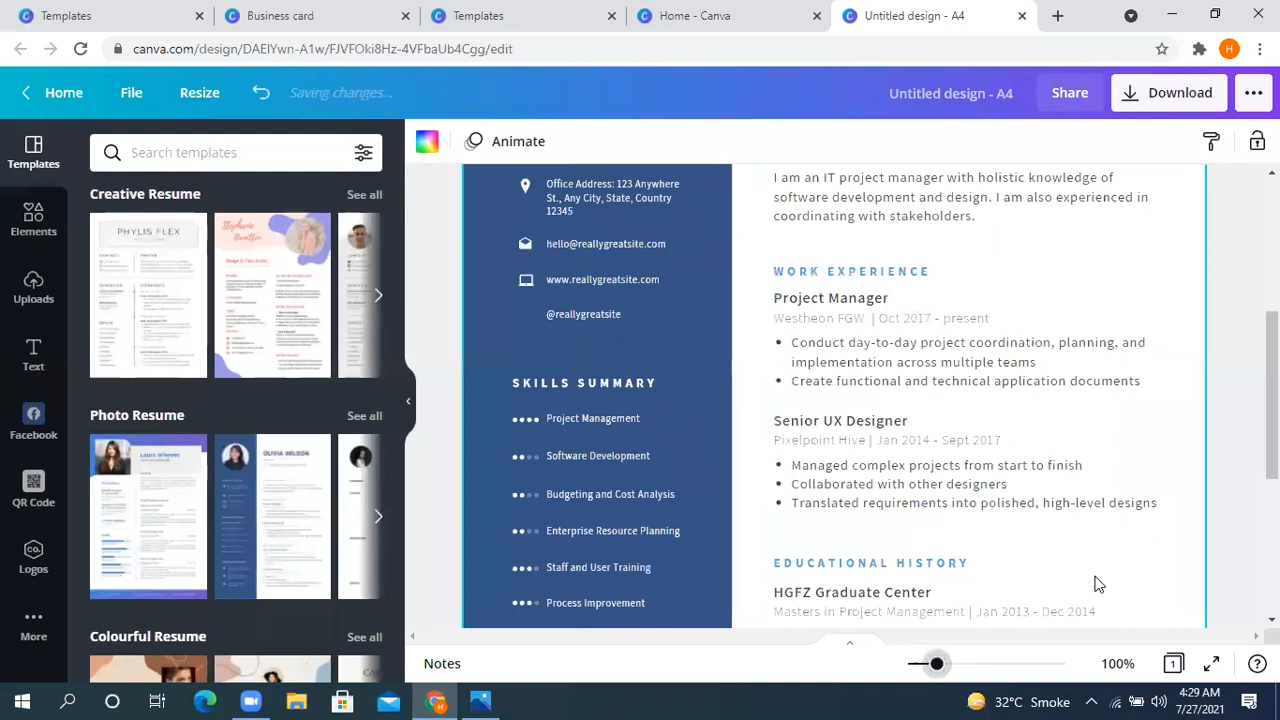 Templates
Business card
Templates
Home - Canva
Untitled design - A4
canva.com/design/DAElYwn-A1w/FJVFOki8Hz-4VFbaUb4Cgg/edit
H
Home
File
Resize
Saving changes...
Untitled design - A4
Share
Download
Animate
Templates
Elements
Facebook
Logos
More
Search templates
Creative Resume
See all
PHYLIS FLEX
Photo Resume
See all
OLIVIA WILSON
Colourful Resume
See all
Office Address: 123 Anywhere
St., Any City, State, Country
12345
hello@reallygreatsite.com
www.reallygreatsite.com
@reallygreatsite
SKILLS SUMMARY
Project Management
Software Development
Budgeting and Cost Analysis
Enterprise Resource Planning
Staff and User Training
Process Improvement
I am an IT project manager with holistic knowledge of
software development and design. I am also experienced in
coordinating with stakeholders.
WORK EXPERIENCE
Project Manager
| Oct 2017 - present
Conduct day-to-day project coordination, planning, and
implementation across multiple teams
Create functional and technical application documents
Senior UX Designer
Pixelpoint Hive | Jan 2014 - Sept 2017
Managed complex projects from start to finish
Collaborated with other designers
Translated requirements into polished, high-level designs
EDUCATIONAL HISTORY
HGFZ Graduate Center
Masters in Project Management | Jan 2013 - Dec 2014
Notes
100%
1
32°C Smoke
4:29 AM
7/27/2021